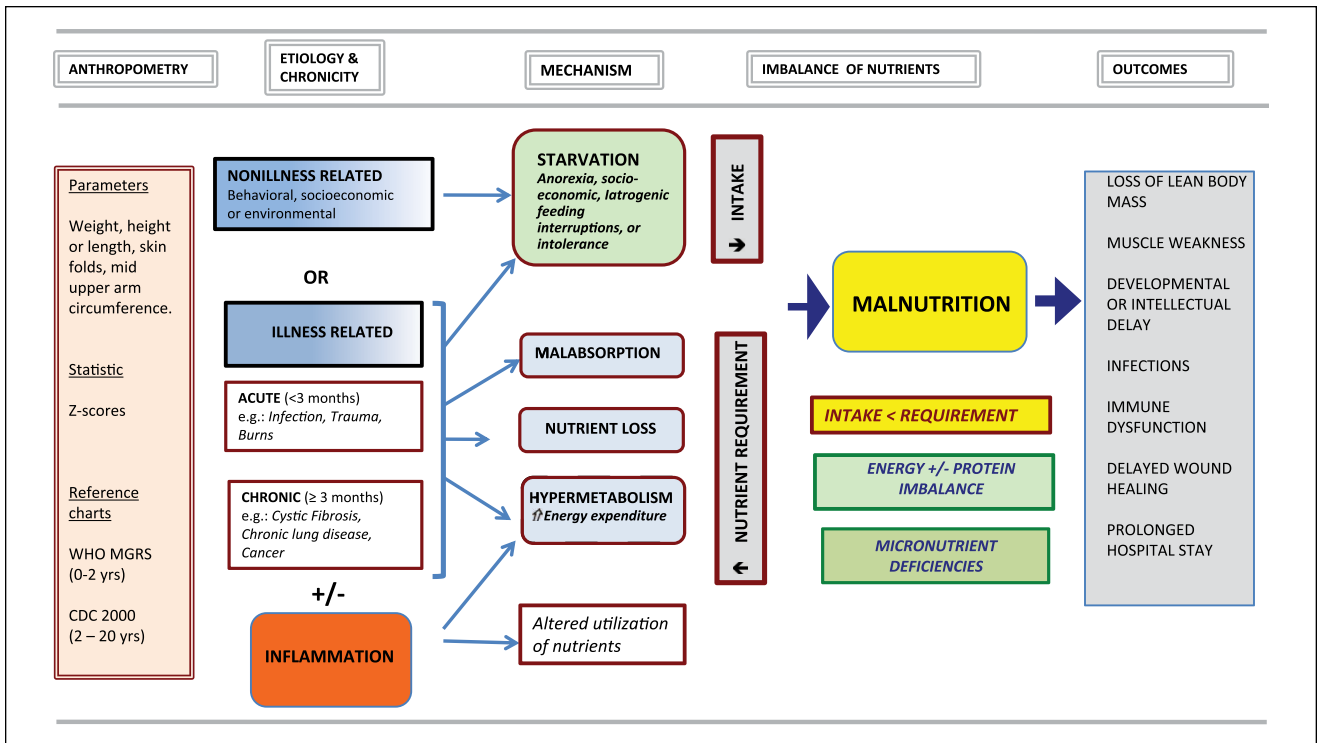 ANTHROPOMETRY
ETIOLOGY &
CHRONICITY
MECHANISM
IMBALANCE OF NUTRIENTS
OUTCOMES
Parameters
Weight, height
or length, skin
folds, mid
upper arm
circumference.
Statistic
Z-scores
Reference
charts
WHO MGRS
(0-2 yrs)
CDC 2000
(2 – 20 yrs)
NONILLNESS RELATED
Behavioral, socioeconomic
or environmental
OR
ILLNESS RELATED
ACUTE (<3 months)
e.g.: Infection, Trauma,
Burns
CHRONIC (≥ 3 months)
e.g.: Cystic Fibrosis,
Chronic lung disease,
Cancer
+/-
INFLAMMATION
STARVATION
Anorexia, socio-
economic, Iatrogenic
feeding
interruptions, or
intolerance
MALABSORPTION
NUTRIENT LOSS
HYPERMETABOLISM
⇑Energy expenditure
Altered utilization
of nutrients
➔ INTAKE
➔ NUTRIENT REQUIREMENT
MALNUTRITION
INTAKE < REQUIREMENT
ENERGY +/- PROTEIN
IMBALANCE
MICRONUTRIENT
DEFICIENCIES
LOSS OF LEAN BODY
MASS
MUSCLE WEAKNESS
DEVELOPMENTAL
OR INTELLECTUAL
DELAY
INFECTIONS
IMMUNE
DYSFUNCTION
DELAYED WOUND
HEALING
PROLONGED
HOSPITAL STAY